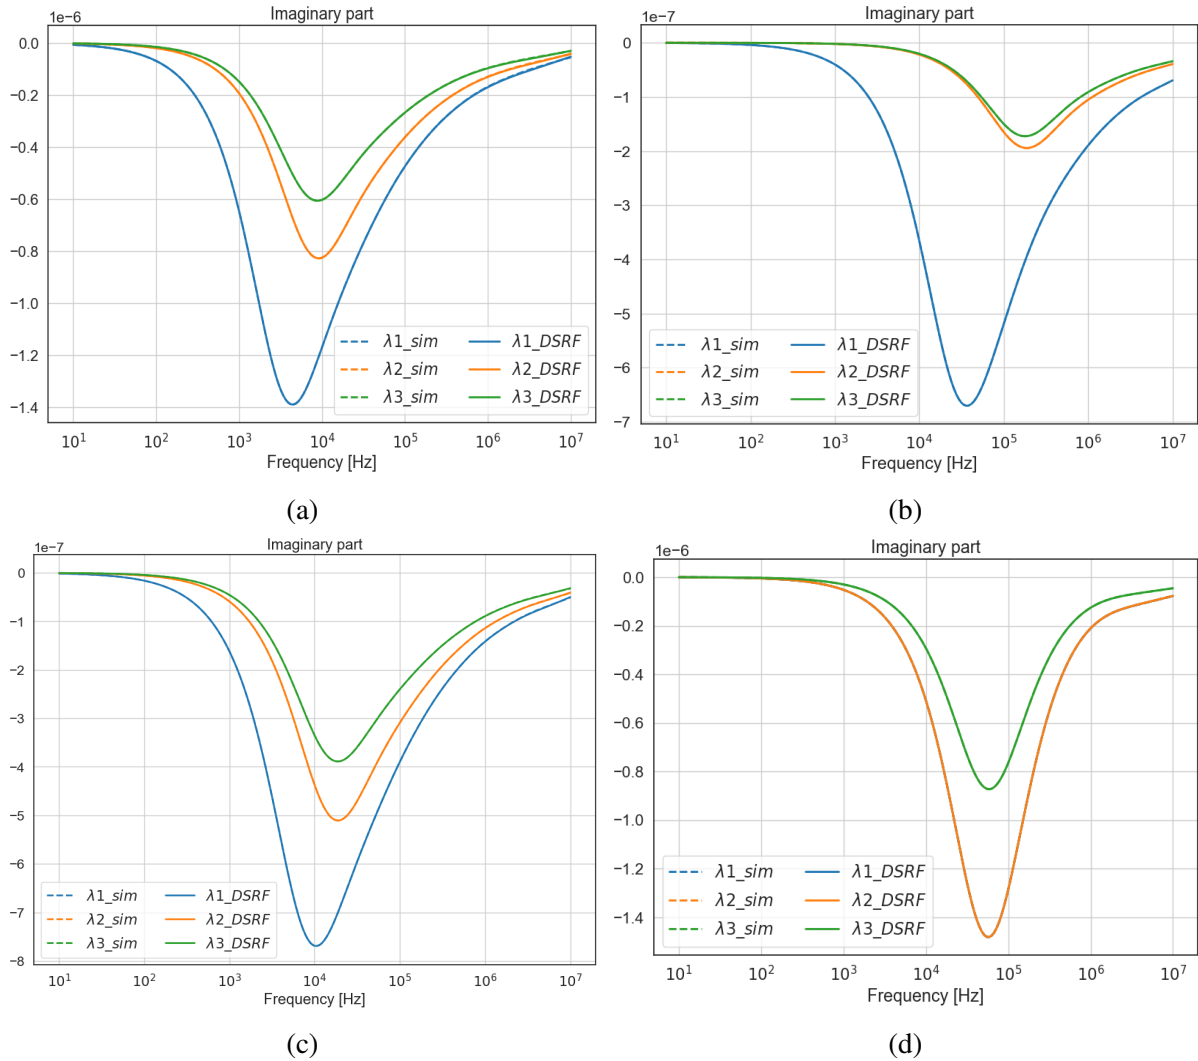 Imaginary part
1e−6
0.0
−0.2
−0.4
−0.6
−0.8
−1.0
−1.2
−1.4
λ1_sim λ1_DSRF
λ2_sim λ2_DSRF
λ3_sim λ3_DSRF
10¹ 10² 10³ 10⁴ 10⁵ 10⁶ 10⁷
Frequency [Hz]
(a)
Imaginary part
1e−7
0
−1
−2
−3
−4
−5
−6
−7
λ1_sim λ1_DSRF
λ2_sim λ2_DSRF
λ3_sim λ3_DSRF
10¹ 10² 10³ 10⁴ 10⁵ 10⁶ 10⁷
Frequency [Hz]
(b)
Imaginary part
1e−7
0
−1
−2
−3
−4
−5
−6
−7
−8
λ1_sim λ1_DSRF
λ2_sim λ2_DSRF
λ3_sim λ3_DSRF
10¹ 10² 10³ 10⁴ 10⁵ 10⁶ 10⁷
Frequency [Hz]
(c)
Imaginary part
1e−6
0.0
−0.2
−0.4
−0.6
−0.8
−1.0
−1.2
−1.4
λ1_sim λ1_DSRF
λ2_sim λ2_DSRF
λ3_sim λ3_DSRF
10¹ 10² 10³ 10⁴ 10⁵ 10⁶ 10⁷
Frequency [Hz]
(d)